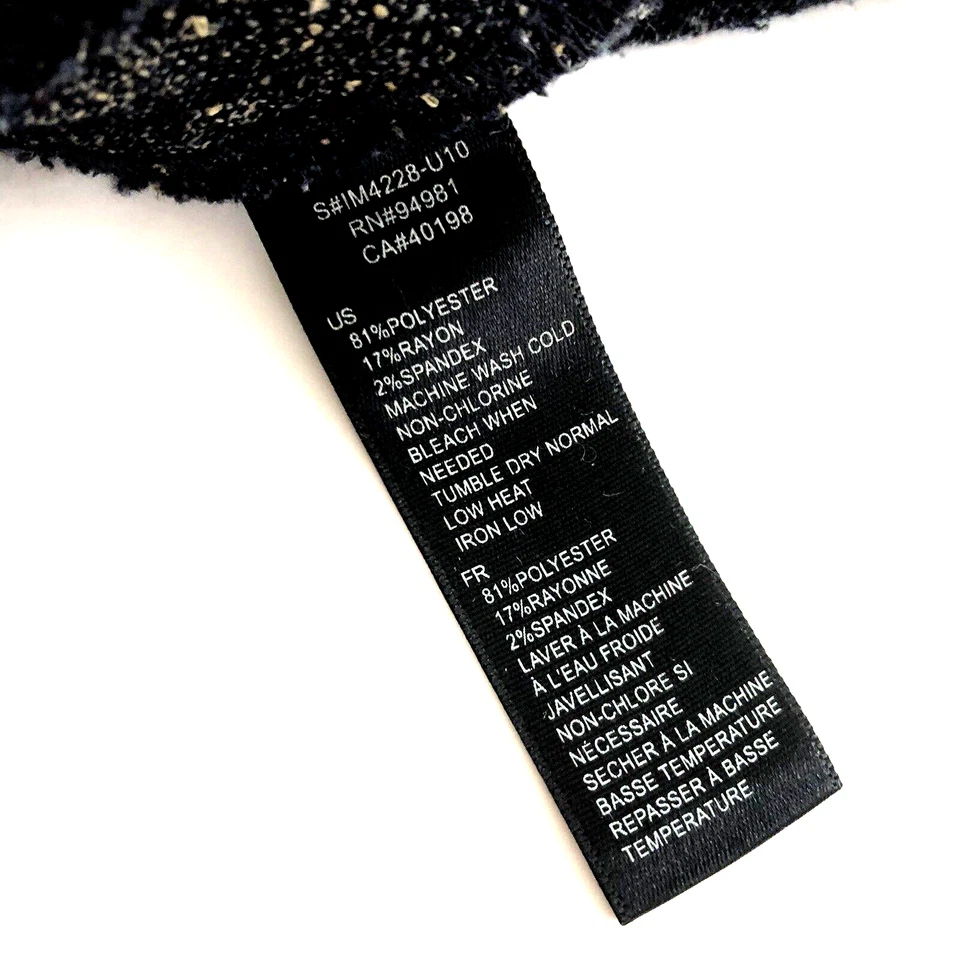 S#IM4228-U10
RN#94981
CA#40198
US
81%POLYESTER
17%RAYON
2%SPANDEX
MACHINE WASH COLD
NON-CHLORINE
BLEACH WHEN
NEEDED
TUMBLE DRY NORMAL
LOW HEAT
IRON LOW
FR
81%POLYESTER
17%RAYONNE
2%SPANDEX
LAVER À LA MACHINE
À L'EAU FROIDE
JAVELLISANT
NON-CHLORE SI
NÉCESSAIRE
SECHER À LA MACHINE
BASSE TEMPERATURE
REPASSER À BASSE
TEMPERATURE